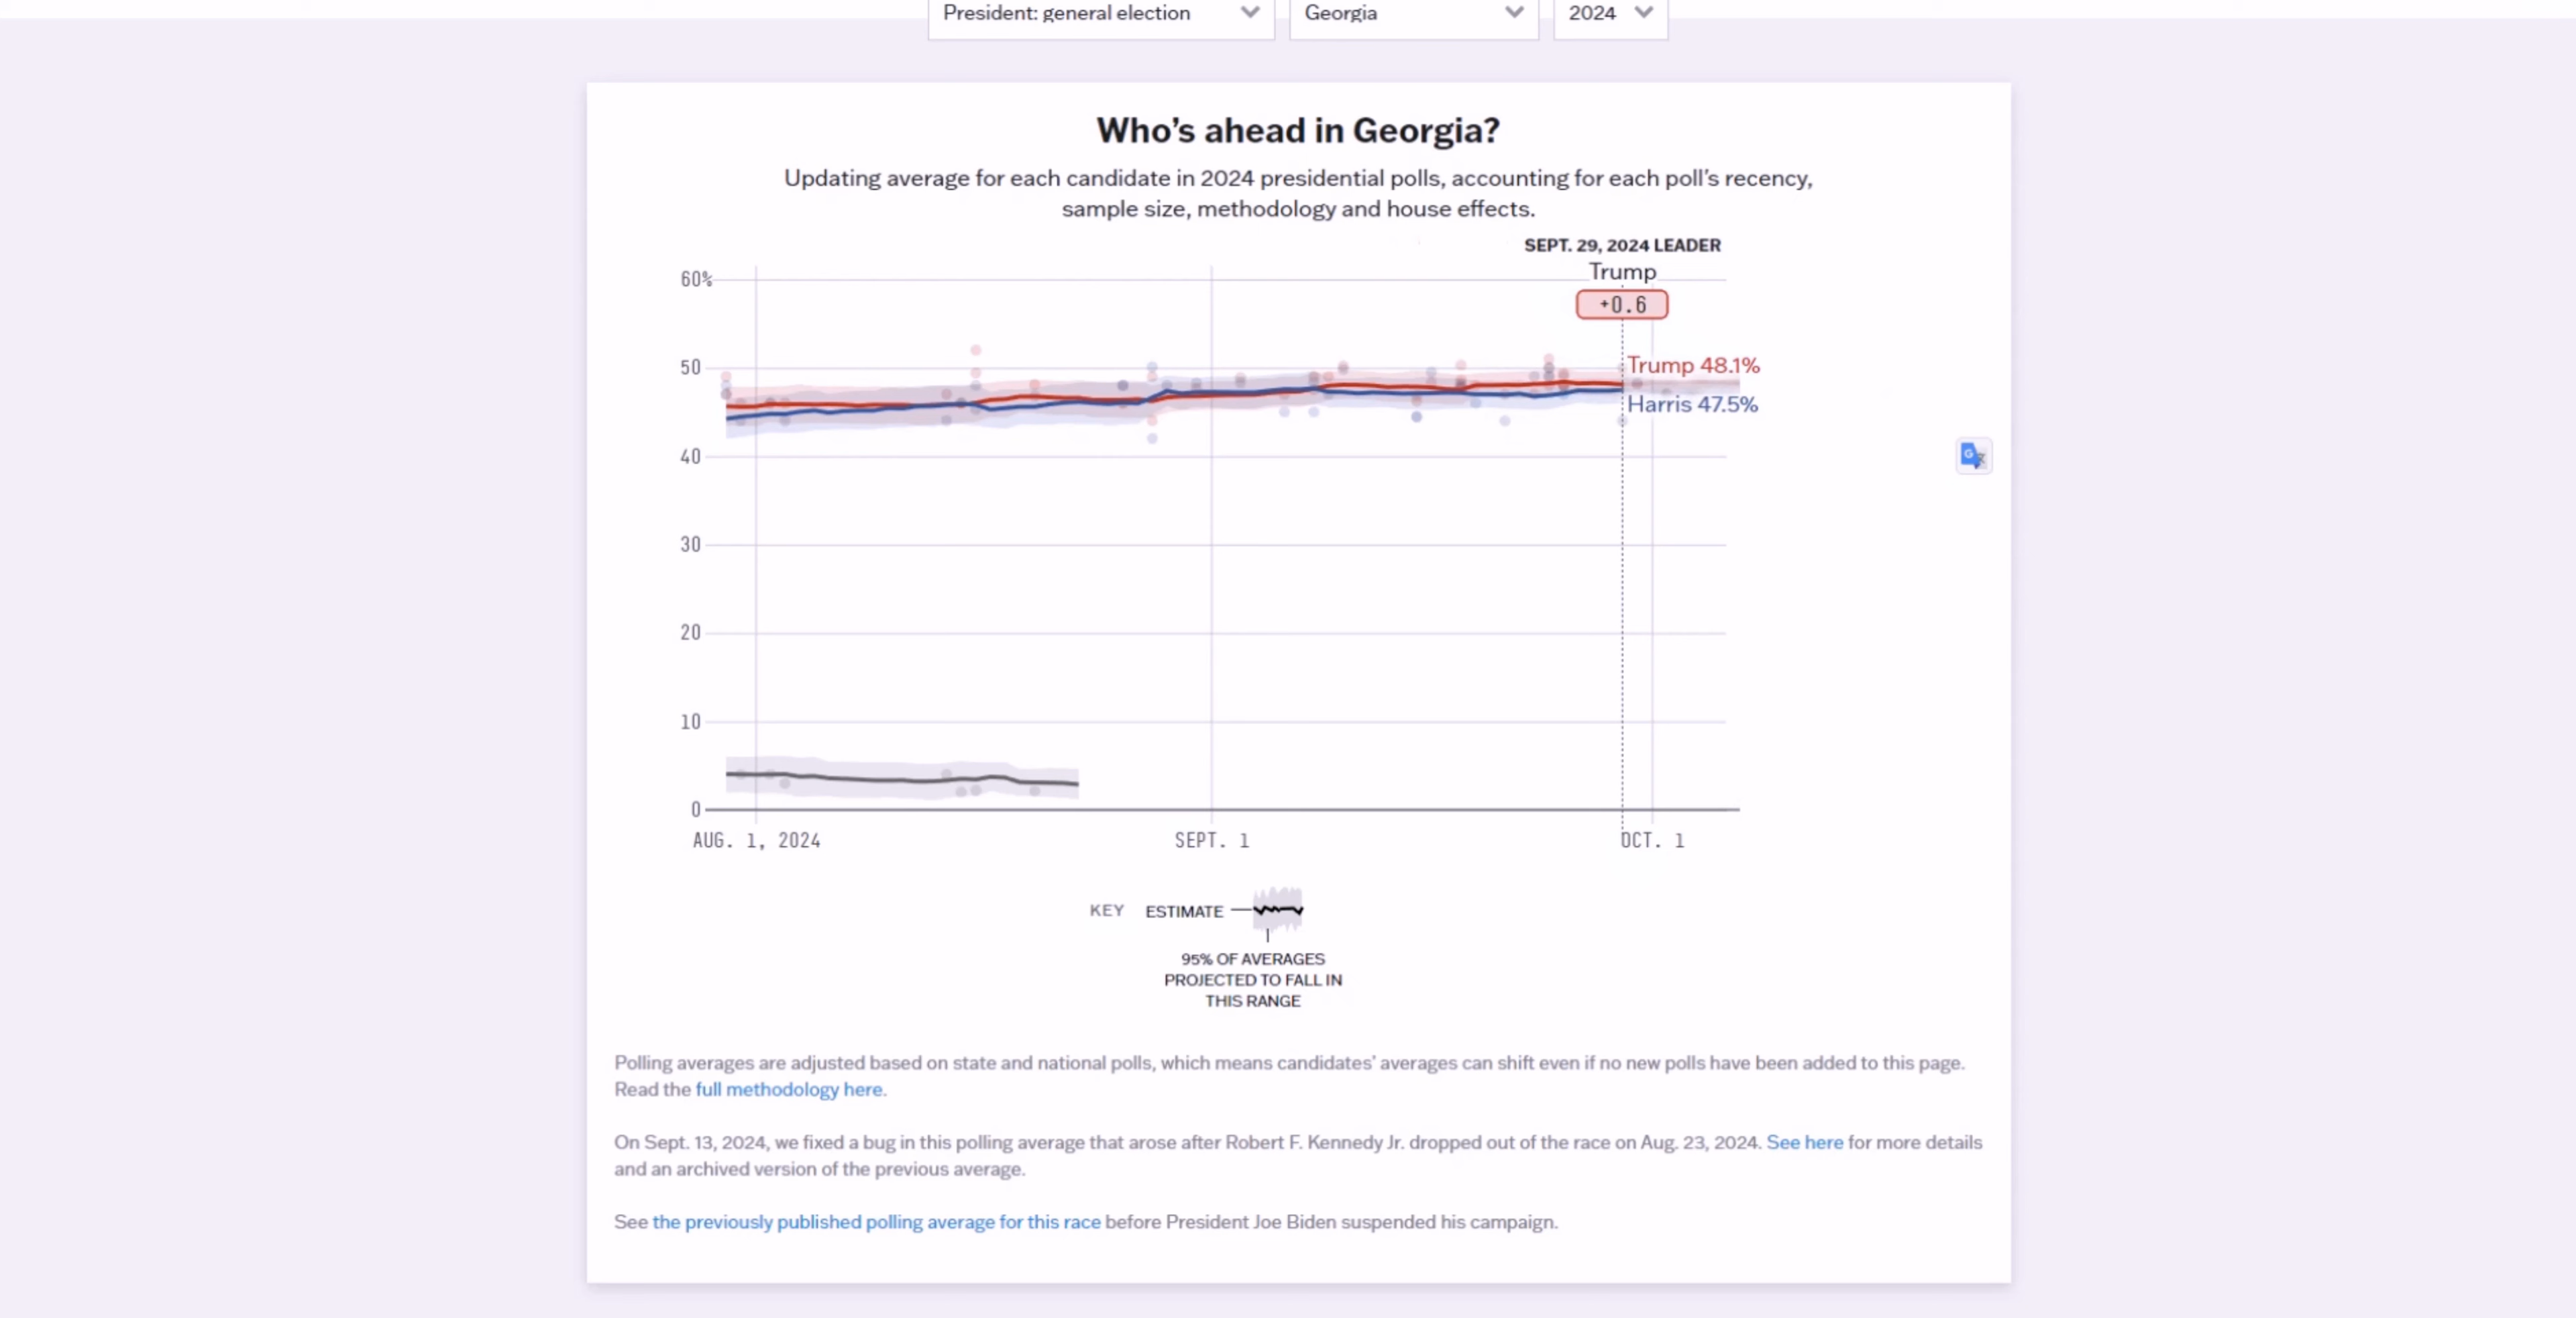 President: general election
Georgia
2024
Who's ahead in Georgia?
Updating average for each candidate in 2024 presidential polls, accounting for each poll's recency,
sample size, methodology and house effects.
SEPT. 29, 2024 LEADER
Trump
+0.6
60%
50
40
30
20
10
0
Trump 48.1%
Harris 47.5%
AUG. 1, 2024
SEPT. 1
OCT. 1
KEY ESTIMATE
95% OF AVERAGES
PROJECTED TO FALL IN
THIS RANGE
Polling averages are adjusted based on state and national polls, which means candidates' averages can shift even if no new polls have been added to this page.
Read the full methodology here.
On Sept. 13, 2024, we fixed a bug in this polling average that arose after Robert F. Kennedy Jr. dropped out of the race on Aug. 23, 2024. See here for more details
and an archived version of the previous average.
See the previously published polling average for this race before President Joe Biden suspended his campaign.